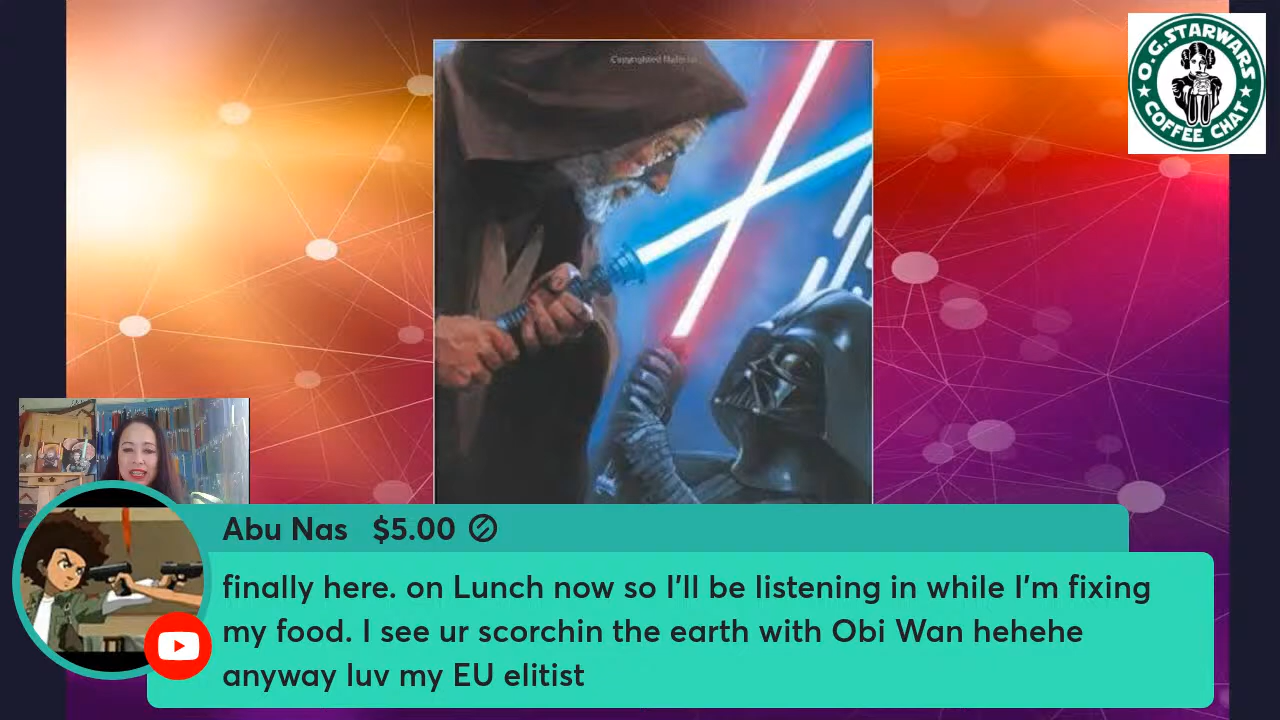 Copyrighted Material
O.G.STARWARS
COFFEE CHAT
Abu Nas $5.00
finally here. on Lunch now so I'll be listening in while I'm fixing
my food. I see ur scorchin the earth with Obi Wan hehehe
anyway luv my EU elitist